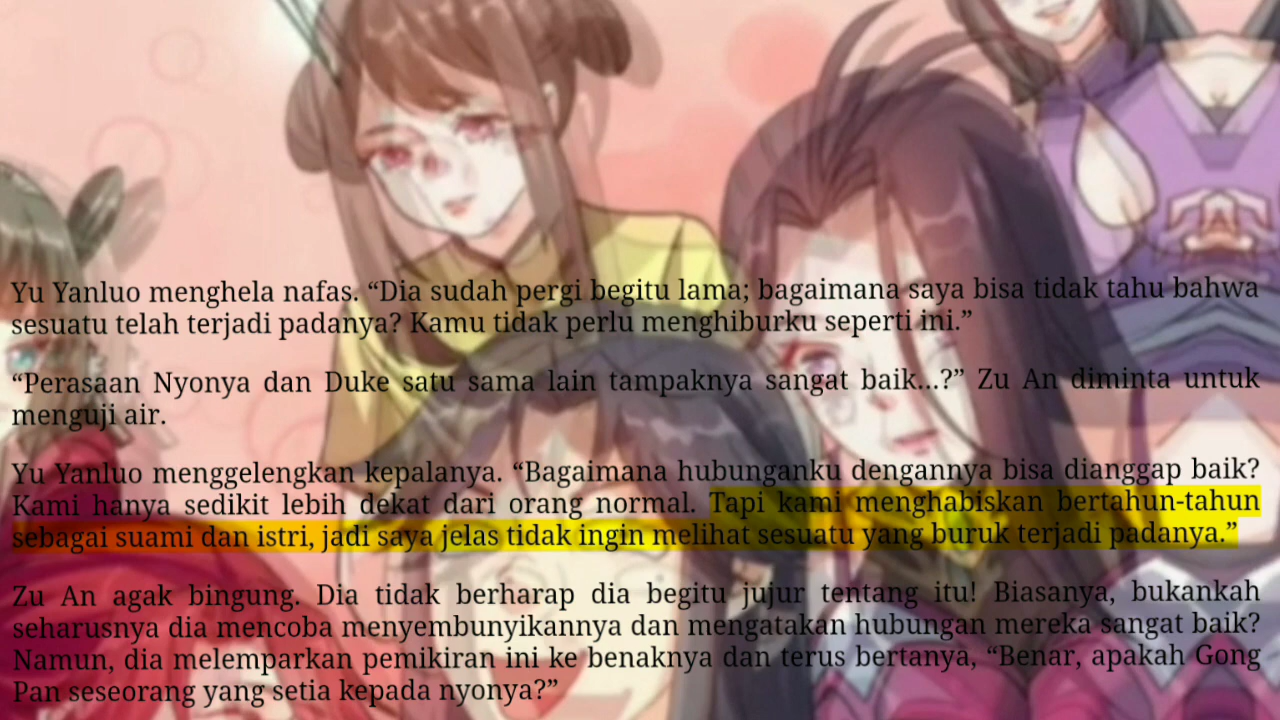 Yu Yanluo menghela nafas. “Dia sudah pergi begitu lama; bagaimana saya bisa tidak tahu bahwa
sesuatu telah terjadi padanya? Kamu tidak perlu menghiburku seperti ini.”
“Perasaan Nyonya dan Duke satu sama lain tampaknya sangat baik...?” Zu An diminta untuk
menguji air.
Yu Yanluo menggelengkan kepalanya. “Bagaimana hubunganku dengannya bisa dianggap baik?
Kami hanya sedikit lebih dekat dari orang normal. Tapi kami menghabiskan bertahun-tahun
sebagai suami dan istri, jadi saya jelas tidak ingin melihat sesuatu yang buruk terjadi padanya.”
Zu An agak bingung. Dia tidak berharap dia begitu jujur tentang itu! Biasanya, bukankah
seharusnya dia mencoba menyembunyikannya dan mengatakan hubungan mereka sangat baik?
Namun, dia melemparkan pemikiran ini ke benaknya dan terus bertanya, “Benar, apakah Gong
Pan seseorang yang setia kepada nyonya?”